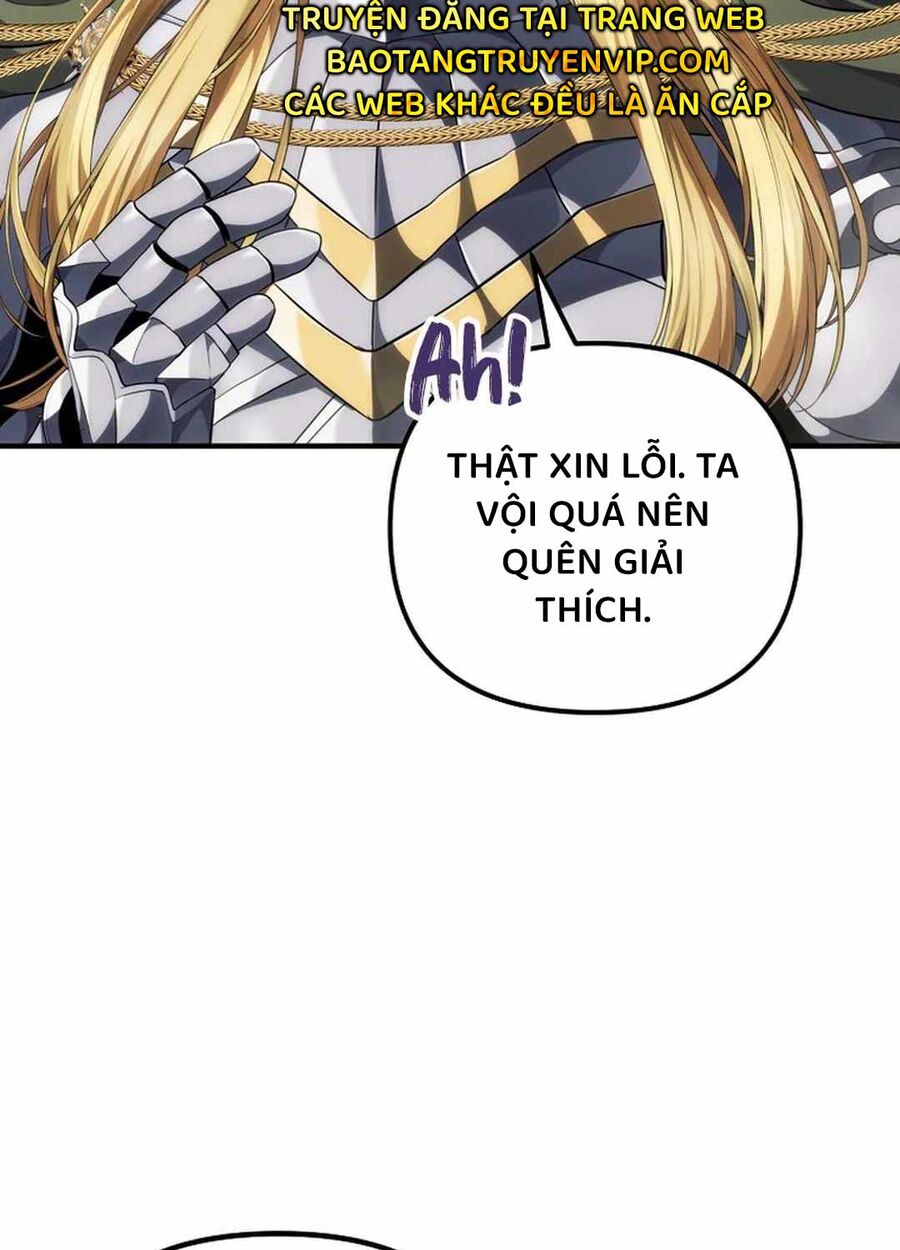 TRUYỆN ĐĂNG TẠI TRANG WEB
BAOTANGTRUYENVIP.COM
CÁC WEB KHÁC ĐỀU LÀ ĂN CẮP
Ah!
THẬT XIN LỖI. TA
VỘI QUÁ NÊN
QUÊN GIẢI
THÍCH.